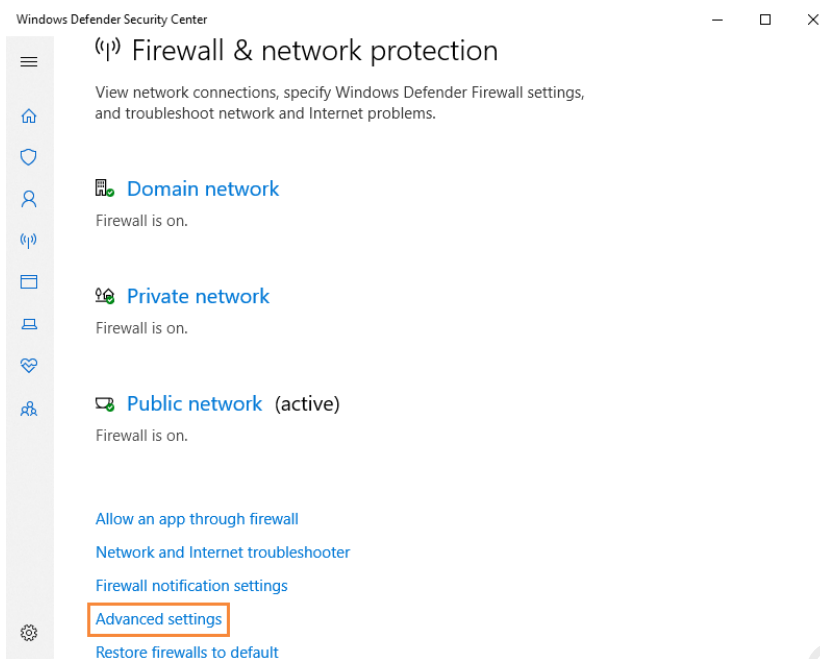 Windows Defender Security Center
Firewall & network protection
View network connections, specify Windows Defender Firewall settings,
and troubleshoot network and Internet problems.
Domain network
Firewall is on.
Private network
Firewall is on.
Public network (active)
Firewall is on.
Allow an app through firewall
Network and Internet troubleshooter
Firewall notification settings
Advanced settings
Restore firewalls to default